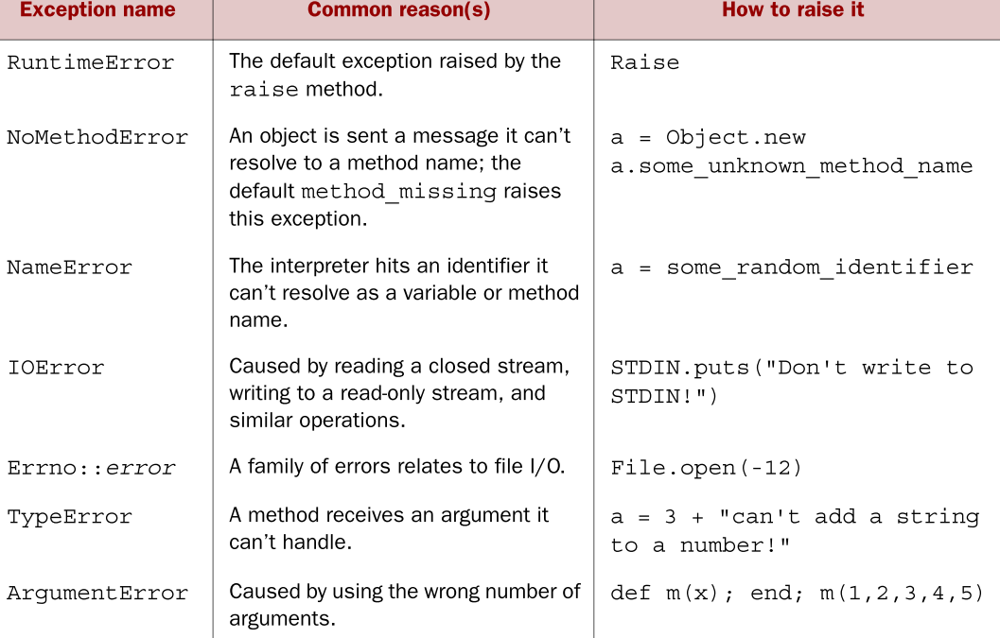 Exception name Common reason(s) How to raise it
RuntimeError The default exception raised by the Raise
raise method.
NoMethodError An object is sent a message it can’t a = Object.new
resolve to a method name; the a.some_unknown_method_name
default method_missing raises
this exception.
NameError The interpreter hits an identifier it a = some_random_identifier
can’t resolve as a variable or method
name.
IOError Caused by reading a closed stream, STDIN.puts("Don't write to
writing to a read-only stream, and STDIN!")
similar operations.
Errno::error A family of errors relates to file I/O. File.open(-12)
TypeError A method receives an argument it a = 3 + "can't add a string
can’t handle. to a number!"
ArgumentError Caused by using the wrong number of def m(x); end; m(1,2,3,4,5)
arguments.